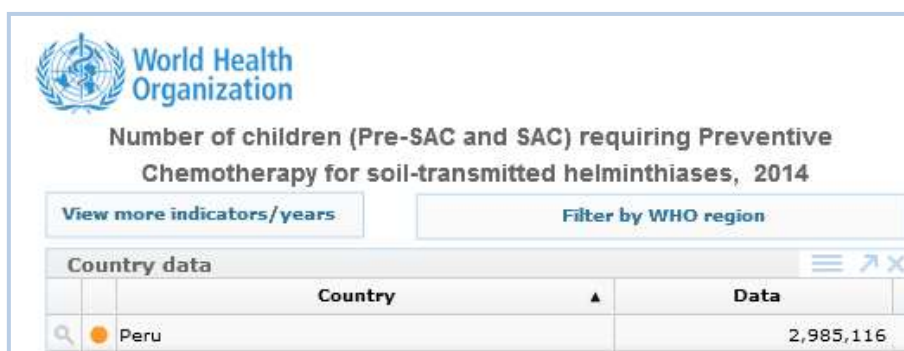 World Health
Organization
Number of children (Pre-SAC and SAC) requiring Preventive
Chemotherapy for soil-transmitted helminthiases, 2014
View more indicators/years
Filter by WHO region
Country data
Country ▲ Data
Peru 2,985,116